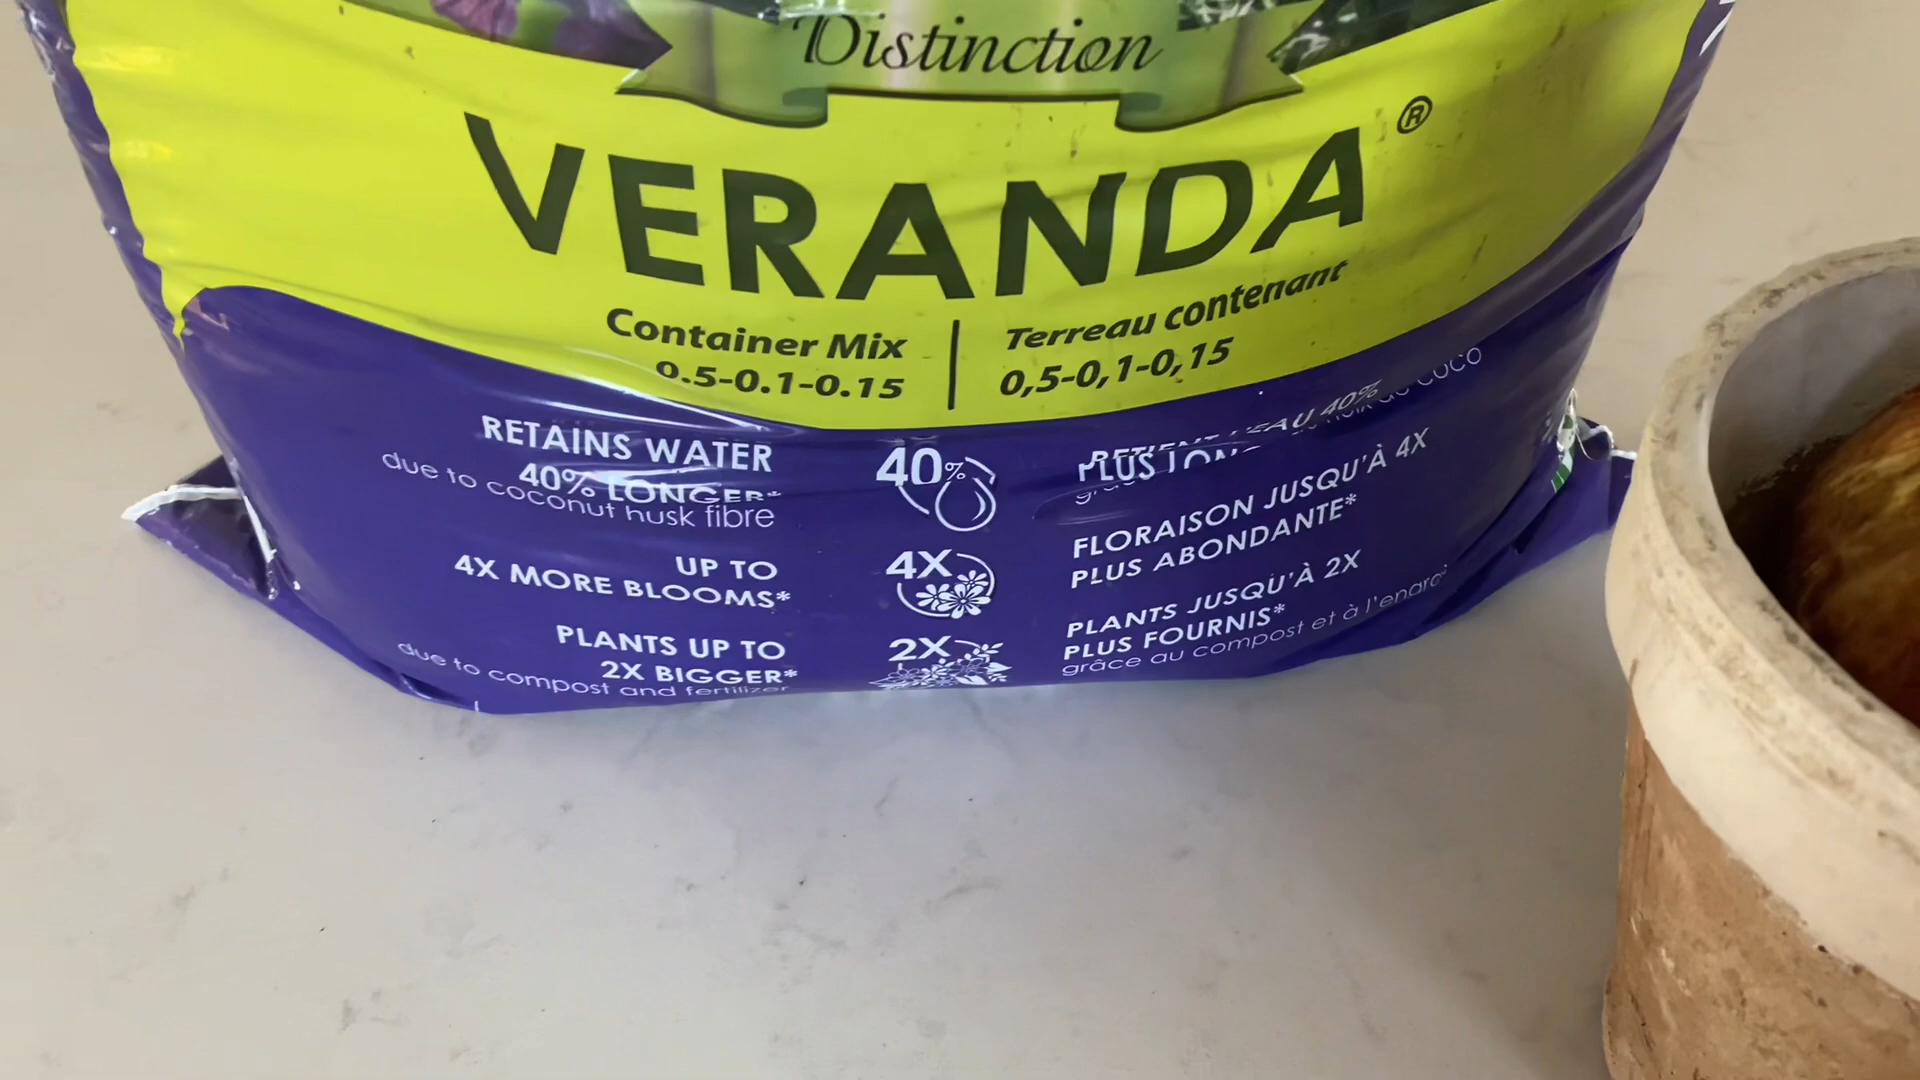 Distinction
VERANDA®
Container Mix
0.5-0.1-0.15
Terreau contenant
0,5-0,1-0,15
RETAINS WATER
40% LONGER*
due to coconut husk fibre
40%
UP TO
4X MORE BLOOMS*
4X
PLANTS UP TO
2X BIGGER*
due to compost and fertilizer
2X
40%
PLUS
coco
FLORAISON JUSQU'À 4X
PLUS ABONDANTE*
PLANTS JUSQU'À 2X
PLUS FOURNIS*
grâce au compost et à l'engrais